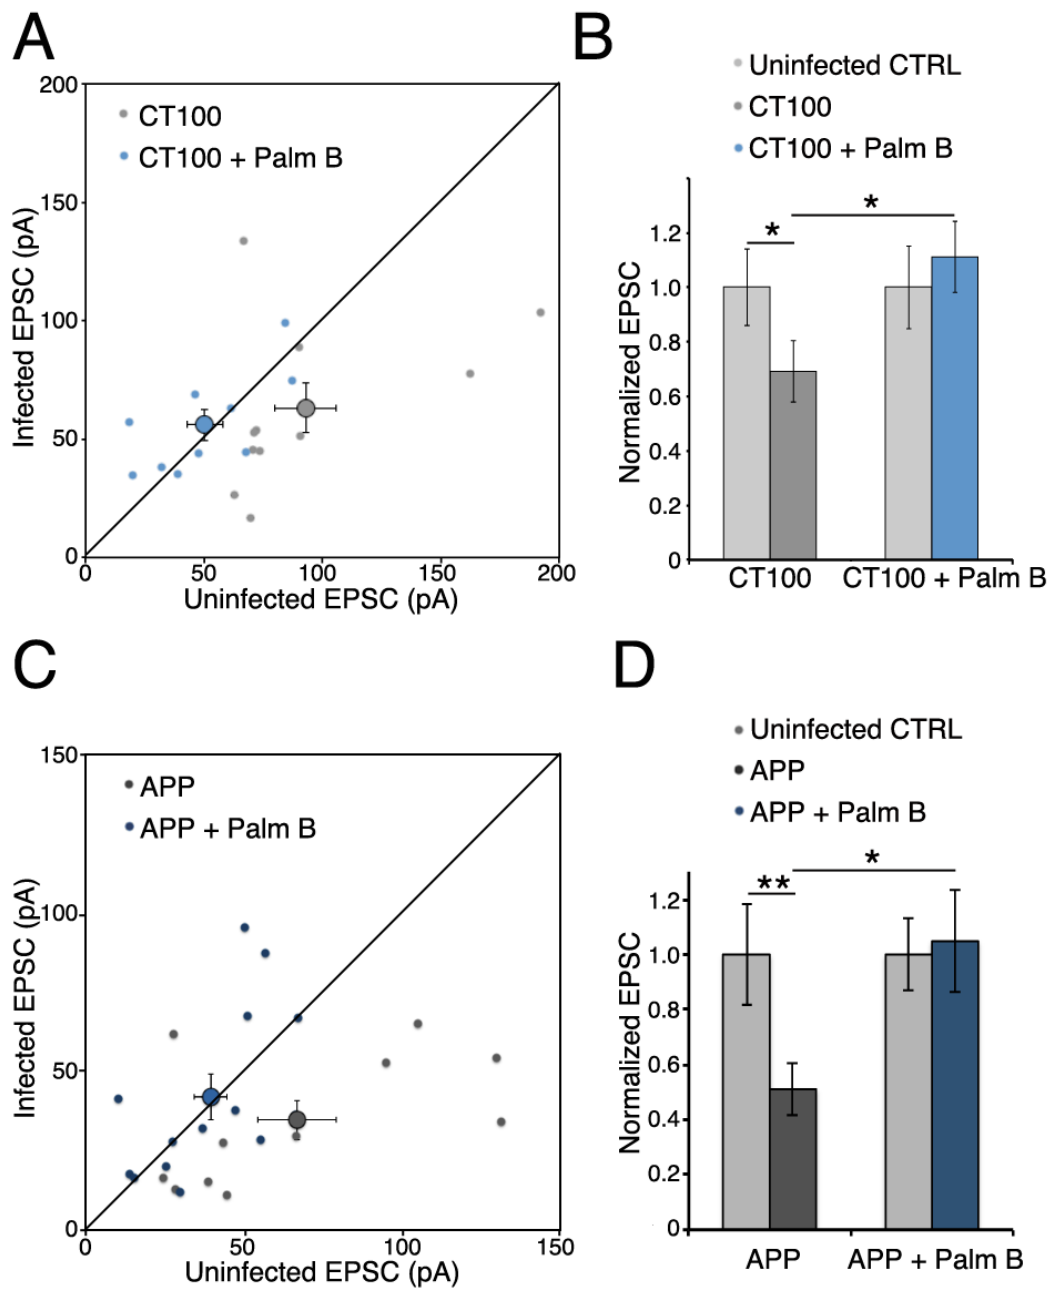 A
CT100
CT100 + Palm B
200
150
100
50
0
0
50
100
150
200
Infected EPSC (pA)
Uninfected EPSC (pA)
B
Uninfected CTRL
CT100
CT100 + Palm B
*
*
1.2
1.0
0.8
0.6
0.4
0.2
0
Normalized EPSC
CT100
CT100 + Palm B
C
APP
APP + Palm B
150
100
50
0
0
50
100
150
Infected EPSC (pA)
Uninfected EPSC (pA)
D
Uninfected CTRL
APP
APP + Palm B
*
**
1.2
1.0
0.8
0.6
0.4
0.2
0
Normalized EPSC
APP
APP + Palm B